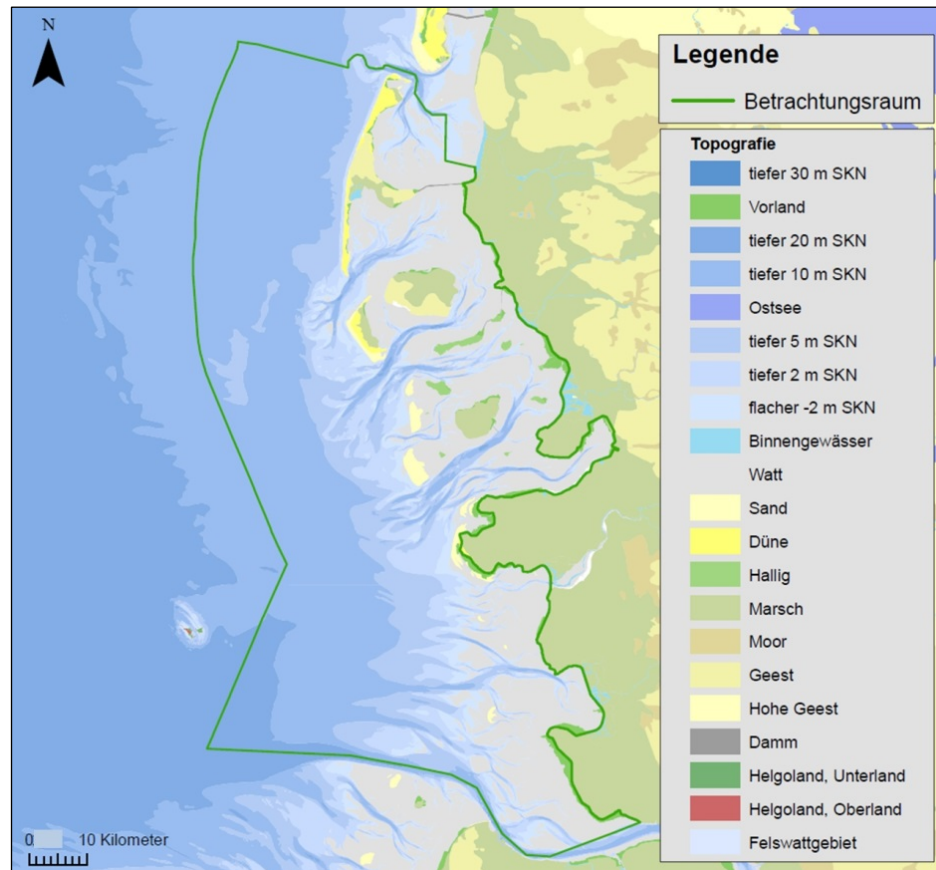 N
Legende
Betrachtungsraum
Topografie
tiefer 30 m SKN
Vorland
tiefer 20 m SKN
tiefer 10 m SKN
Ostsee
tiefer 5 m SKN
tiefer 2 m SKN
flacher -2 m SKN
Binnengewässer
Watt
Sand
Düne
Hallig
Marsch
Moor
Geest
Hohe Geest
Damm
Helgoland, Unterland
Helgoland, Oberland
Felswattgebiet
0 10 Kilometer